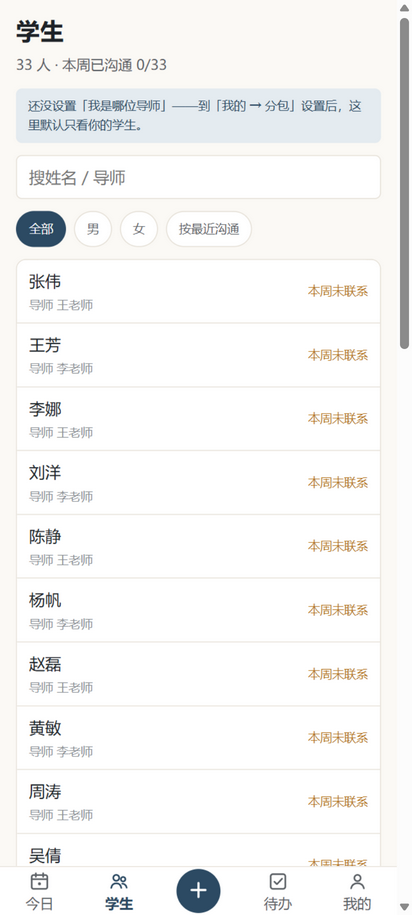 学生
33 人 · 本周已沟通 0/33
还没设置「我是哪位导师」——到「我的 → 分包」设置后，这
里默认只看你的学生。
搜姓名 / 导师
全部 男 女 按最近沟通
张伟
导师 王老师
本周未联系
王芳
导师 李老师
本周未联系
李娜
导师 王老师
本周未联系
刘洋
导师 李老师
本周未联系
陈静
导师 王老师
本周未联系
杨帆
导师 李老师
本周未联系
赵磊
导师 王老师
本周未联系
黄敏
导师 李老师
本周未联系
周涛
导师 王老师
本周未联系
吴倩
本周未联系
今日 学生 待办 我的